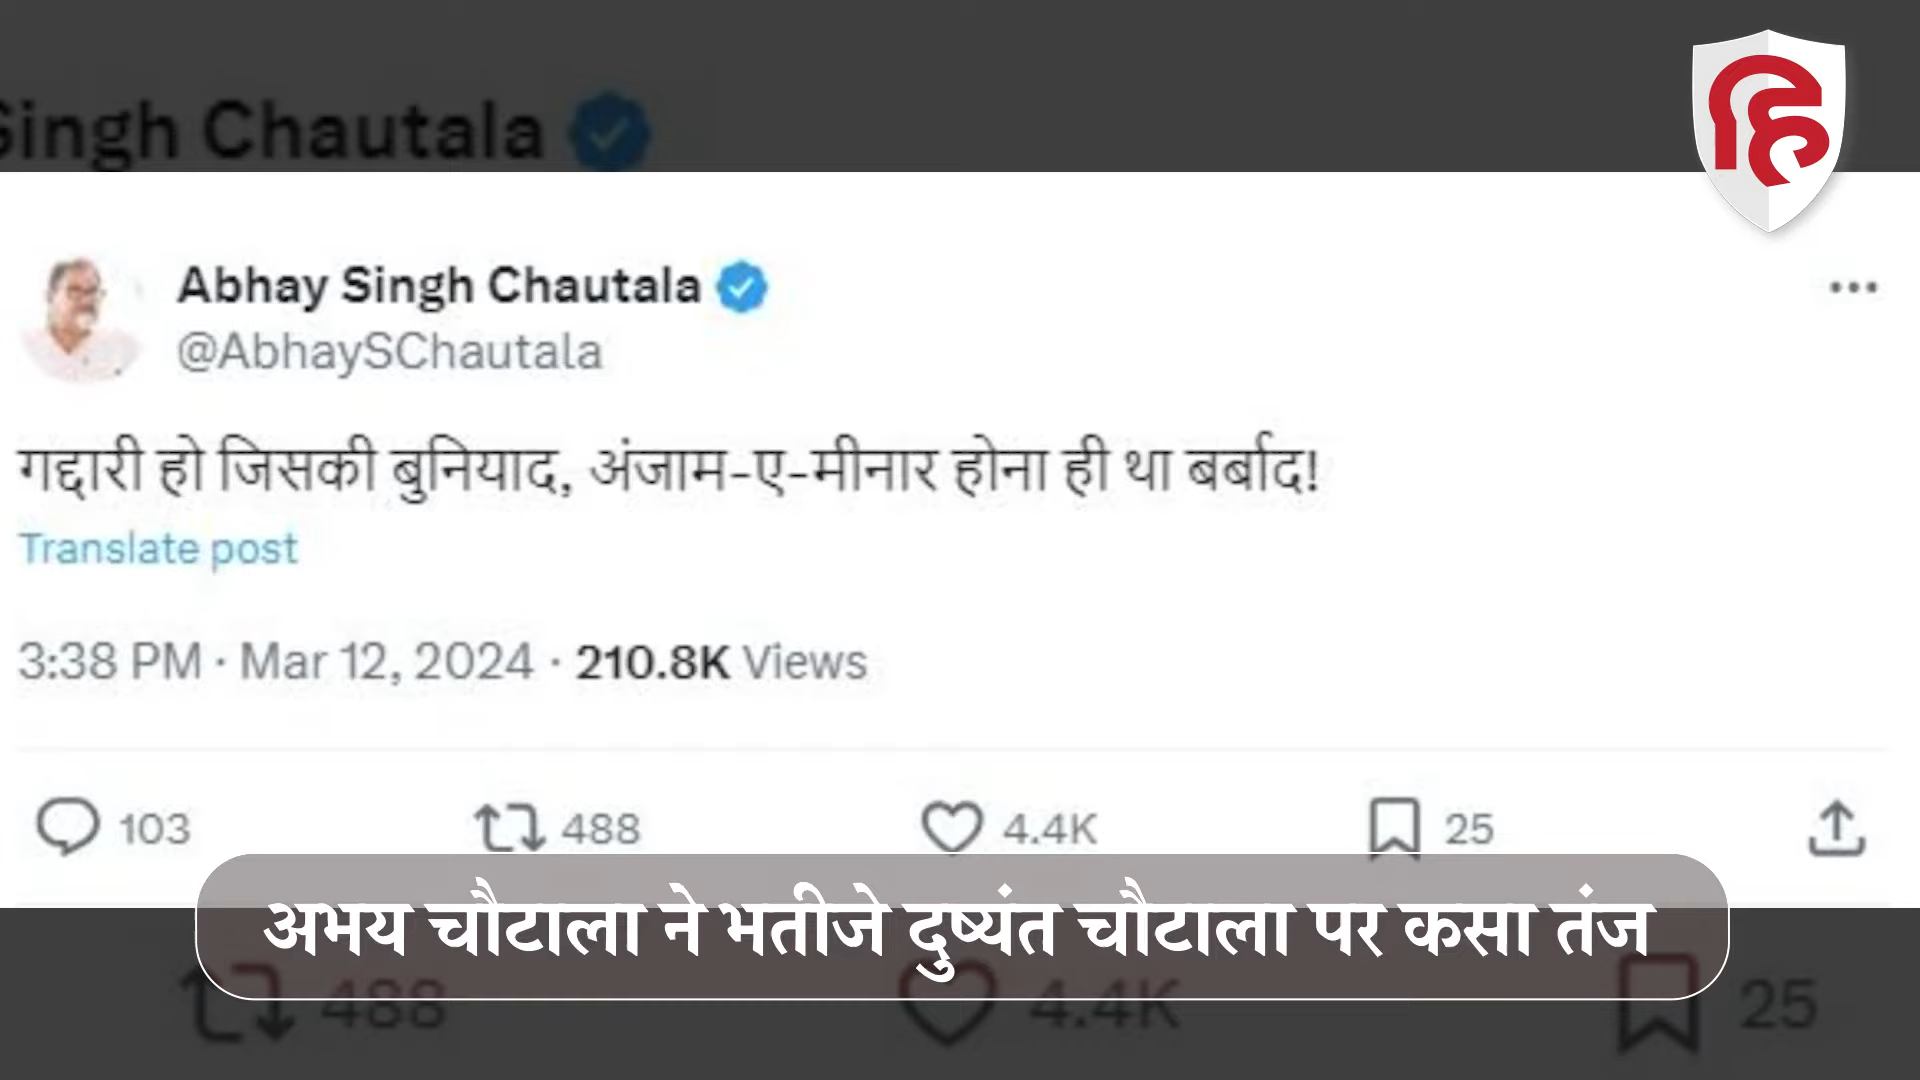 Singh Chautala
हि
Abhay Singh Chautala
@AbhaySChautala
गद्दारी हो जिसकी बुनियाद, अंजाम-ए-मीनार होना ही था बर्बाद!
Translate post
3:38 PM · Mar 12, 2024 · 210.8K Views
103 488 4.4K 25
अभय चौटाला ने भतीजे दुष्यंत चौटाला पर कसा तंज
488 4.4K 25